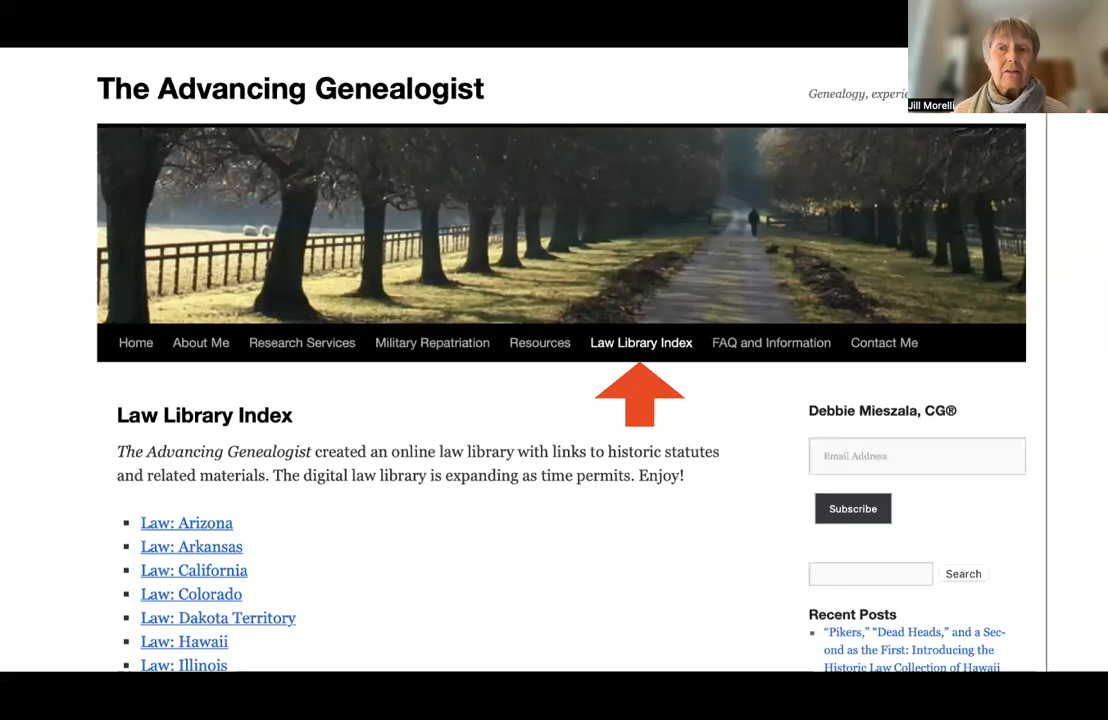 The Advancing Genealogist
Genealogy, experie
Jill Morelli
Home About Me Research Services Military Repatriation Resources Law Library Index FAQ and Information Contact Me
Law Library Index
The Advancing Genealogist created an online law library with links to historic statutes
and related materials. The digital law library is expanding as time permits. Enjoy!
Law: Arizona
Law: Arkansas
Law: California
Law: Colorado
Law: Dakota Territory
Law: Hawaii
Law: Illinois
Debbie Mieszala, CG®
Email Address
Subscribe
Search
Recent Posts
“Pikers,” “Dead Heads,” and a Sec-
ond as the First: Introducing the
Historic Law Collection of Hawaii